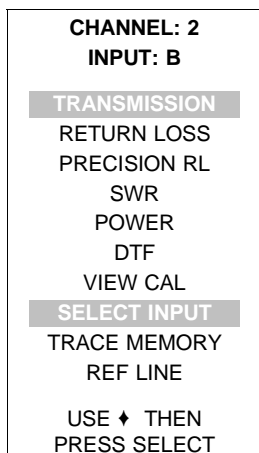 CHANNEL: 2
INPUT: B
TRANSMISSION
RETURN LOSS
PRECISION RL
SWR
POWER
DTF
VIEW CAL
SELECT INPUT
TRACE MEMORY
REF LINE
USE ♦ THEN
PRESS SELECT